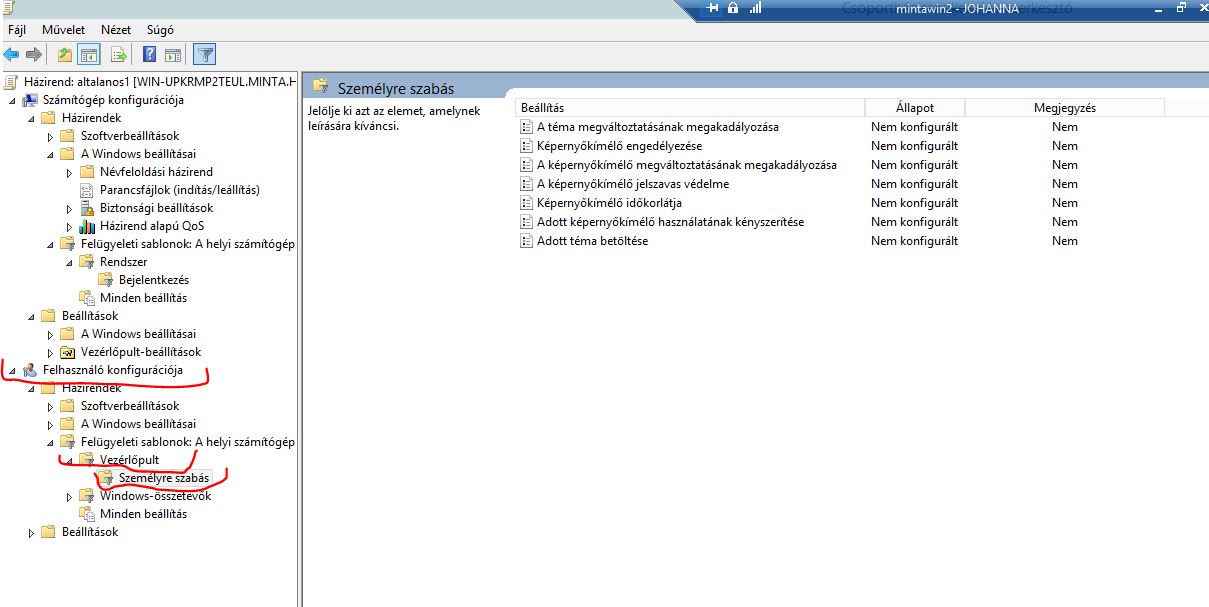 Csoporti
mintawin2 - JOHANNA
Fájl Művelet Nézet Súgó
Házirend: altalanos1 [WIN-UPKRMP2TEUL.MINTA.H
Számítógép konfigurációja
Házirendek
Szoftverbeállítások
A Windows beállításai
Névfeloldási házirend
Parancsfájlok (indítás/leállítás)
Biztonsági beállítások
Házirend alapú QoS
Felügyeleti sablonok: A helyi számítógép
Rendszer
Bejelentkezés
Minden beállítás
Beállítások
A Windows beállításai
Vezérlőpult-beállítások
Felhasználó konfigurációja
Házirendek
Szoftverbeállítások
A Windows beállításai
Felügyeleti sablonok: A helyi számítógép
Vezérlőpult
Személyre szabás
Windows-összetevők
Minden beállítás
Beállítások
Személyre szabás
Jelölje ki azt az elemet, amelynek
leírására kíváncsi.
Beállítás Állapot Megjegyzés
A téma megváltoztatásának megakadályozása Nem konfigurált Nem
Képernyőkímélő engedélyezése Nem konfigurált Nem
A képernyőkímélő megváltoztatásának megakadályozása Nem konfigurált Nem
A képernyőkímélő jelszavas védelme Nem konfigurált Nem
Képernyőkímélő időkorlátja Nem konfigurált Nem
Adott képernyőkímélő használatának kényszerítése Nem konfigurált Nem
Adott téma betöltése Nem konfigurált Nem